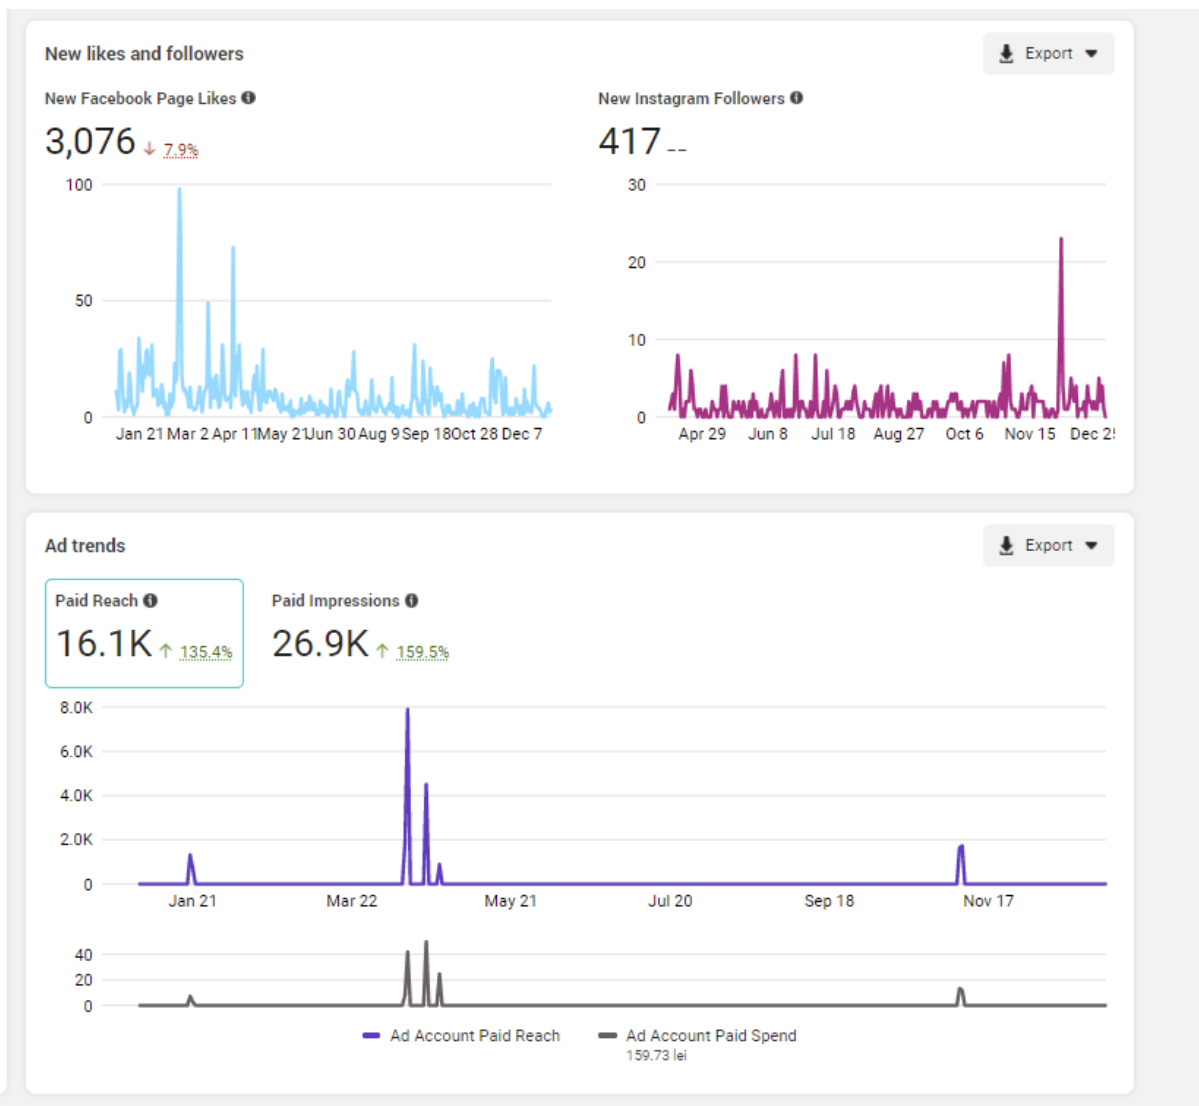 New likes and followers
Export
New Facebook Page Likes
3,076 ↓ 7.9%
100
50
0
Jan 21 Mar 2 Apr 11 May 21 Jun 30 Aug 9 Sep 18 Oct 28 Dec 7
New Instagram Followers
417 --
30
20
10
0
Apr 29 Jun 8 Jul 18 Aug 27 Oct 6 Nov 15 Dec 25
Ad trends
Export
Paid Reach
16.1K ↑ 135.4%
Paid Impressions
26.9K ↑ 159.5%
8.0K
6.0K
4.0K
2.0K
0
Jan 21 Mar 22 May 21 Jul 20 Sep 18 Nov 17
40
20
0
Ad Account Paid Reach
Ad Account Paid Spend
159.73 lei